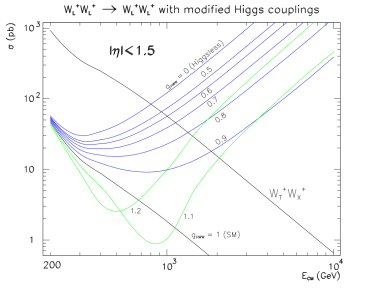 W_L^+W_L^+ → W_L^+W_L^+ with modified Higgs couplings
σ (pb)
|η|<1.5
10^3
10^2
10
1
g_HWW = 0 (Higgsless)
0.5
0.6
0.7
0.8
0.9
1.2
1.1
g_HWW = 1 (SM)
W_T^+W_X^+
200
10^3
10^4
E_CM (GeV)